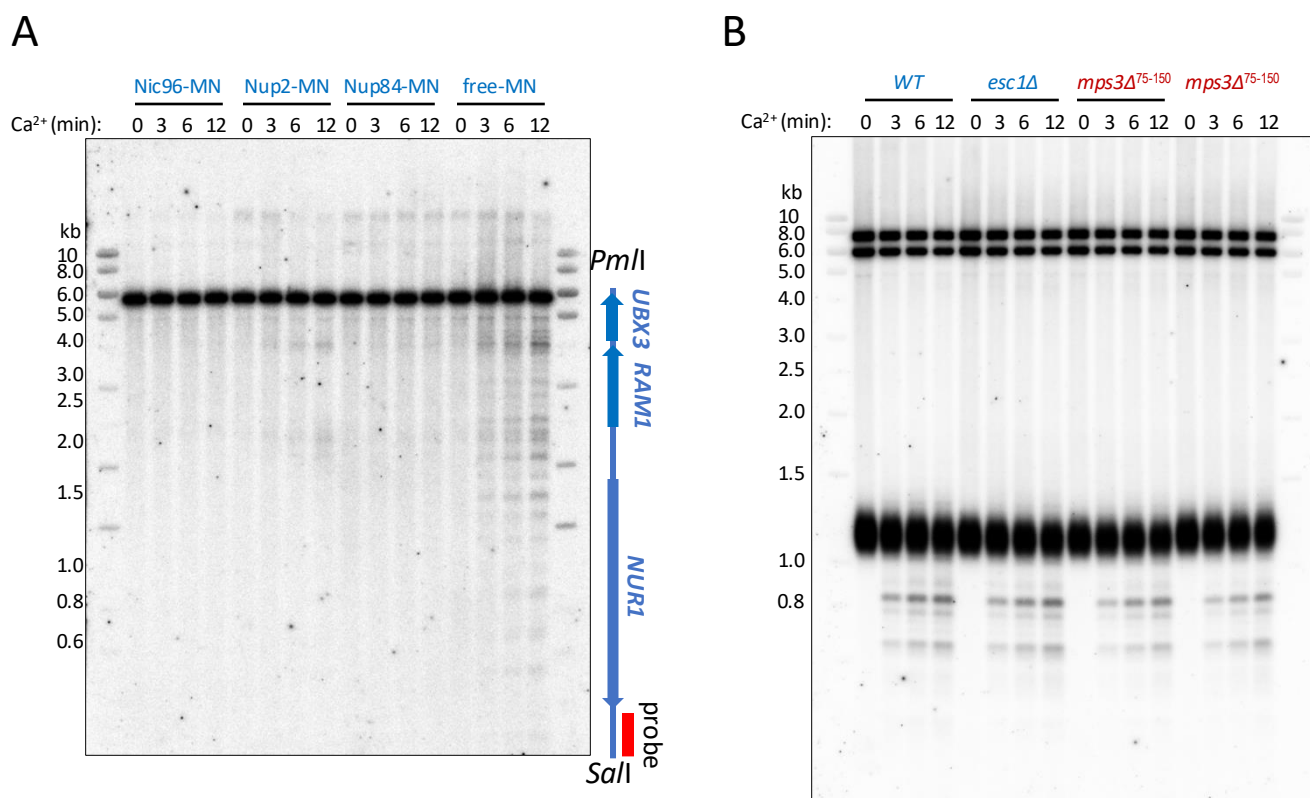 A
Nic96-MN Nup2-MN Nup84-MN free-MN
Ca2+ (min): 0 3 6 12 0 3 6 12 0 3 6 12 0 3 6 12
kb
10
8.0
6.0
5.0
4.0
3.0
2.5
2.0
1.5
1.0
0.8
0.6
PmlI
UBX3
RAM1
NUR1
probe
SalI
B
WT esc1Δ mps3Δ75-150 mps3Δ75-150
Ca2+ (min): 0 3 6 12 0 3 6 12 0 3 6 12 0 3 6 12
kb
10
8.0
6.0
5.0
4.0
3.0
2.5
2.0
1.5
1.0
0.8